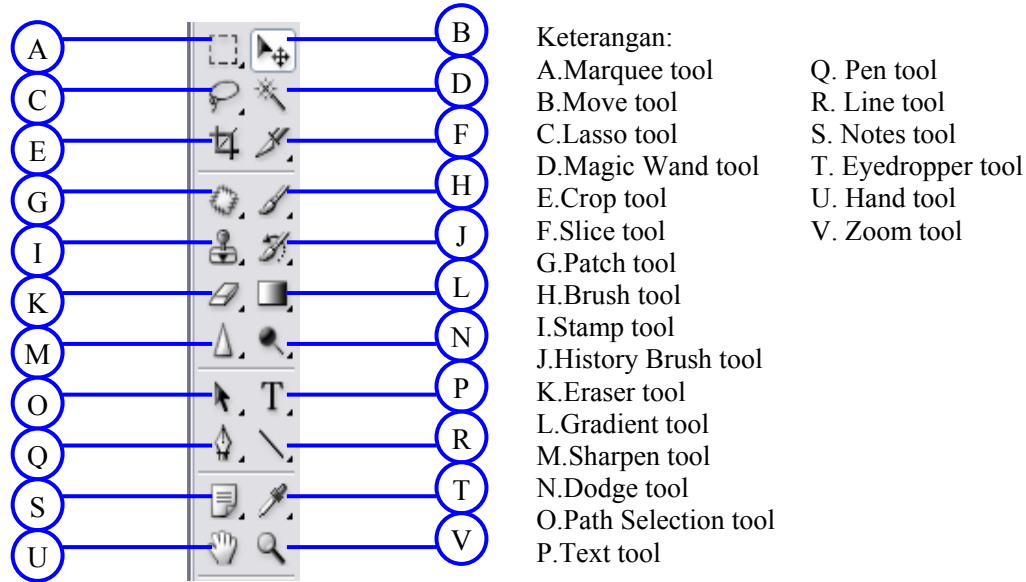 A
B
C
D
E
F
G
H
I
J
K
L
M
N
O
P
Q
R
S
T
U
V
T
Keterangan:
A.Marquee tool
B.Move tool
C.Lasso tool
D.Magic Wand tool
E.Crop tool
F.Slice tool
G.Patch tool
H.Brush tool
I.Stamp tool
J.History Brush tool
K.Eraser tool
L.Gradient tool
M.Sharpen tool
N.Dodge tool
O.Path Selection tool
P.Text tool
Q. Pen tool
R. Line tool
S. Notes tool
T. Eyedropper tool
U. Hand tool
V. Zoom tool